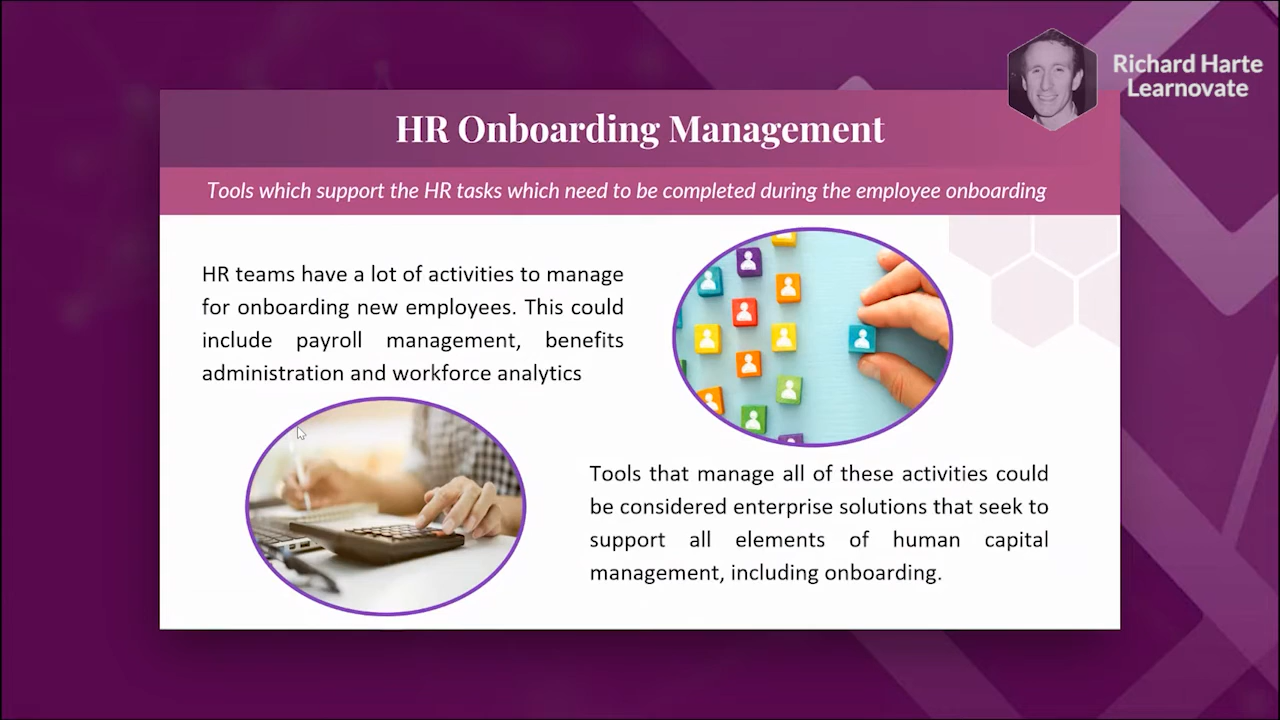 Richard Harte
Learnovate
HR Onboarding Management
Tools which support the HR tasks which need to be completed during the employee onboarding
HR teams have a lot of activities to manage
for onboarding new employees. This could
include payroll management, benefits
administration and workforce analytics
Tools that manage all of these activities could
be considered enterprise solutions that seek to
support all elements of human capital
management, including onboarding.